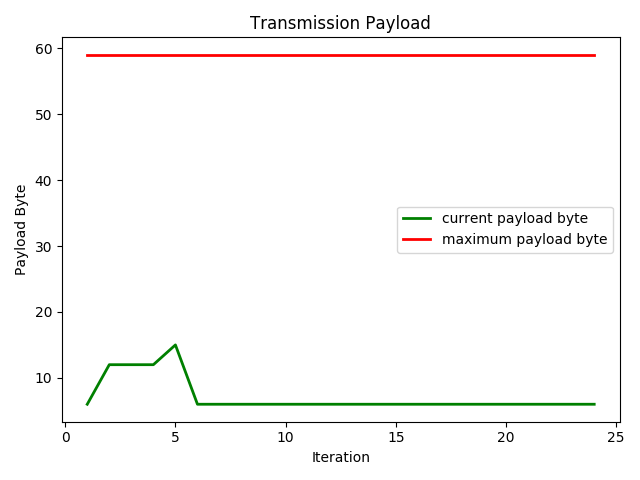 Transmission Payload
Payload Byte
60
50
40
30
20
10
current payload byte
maximum payload byte
0
5
10
15
20
25
Iteration